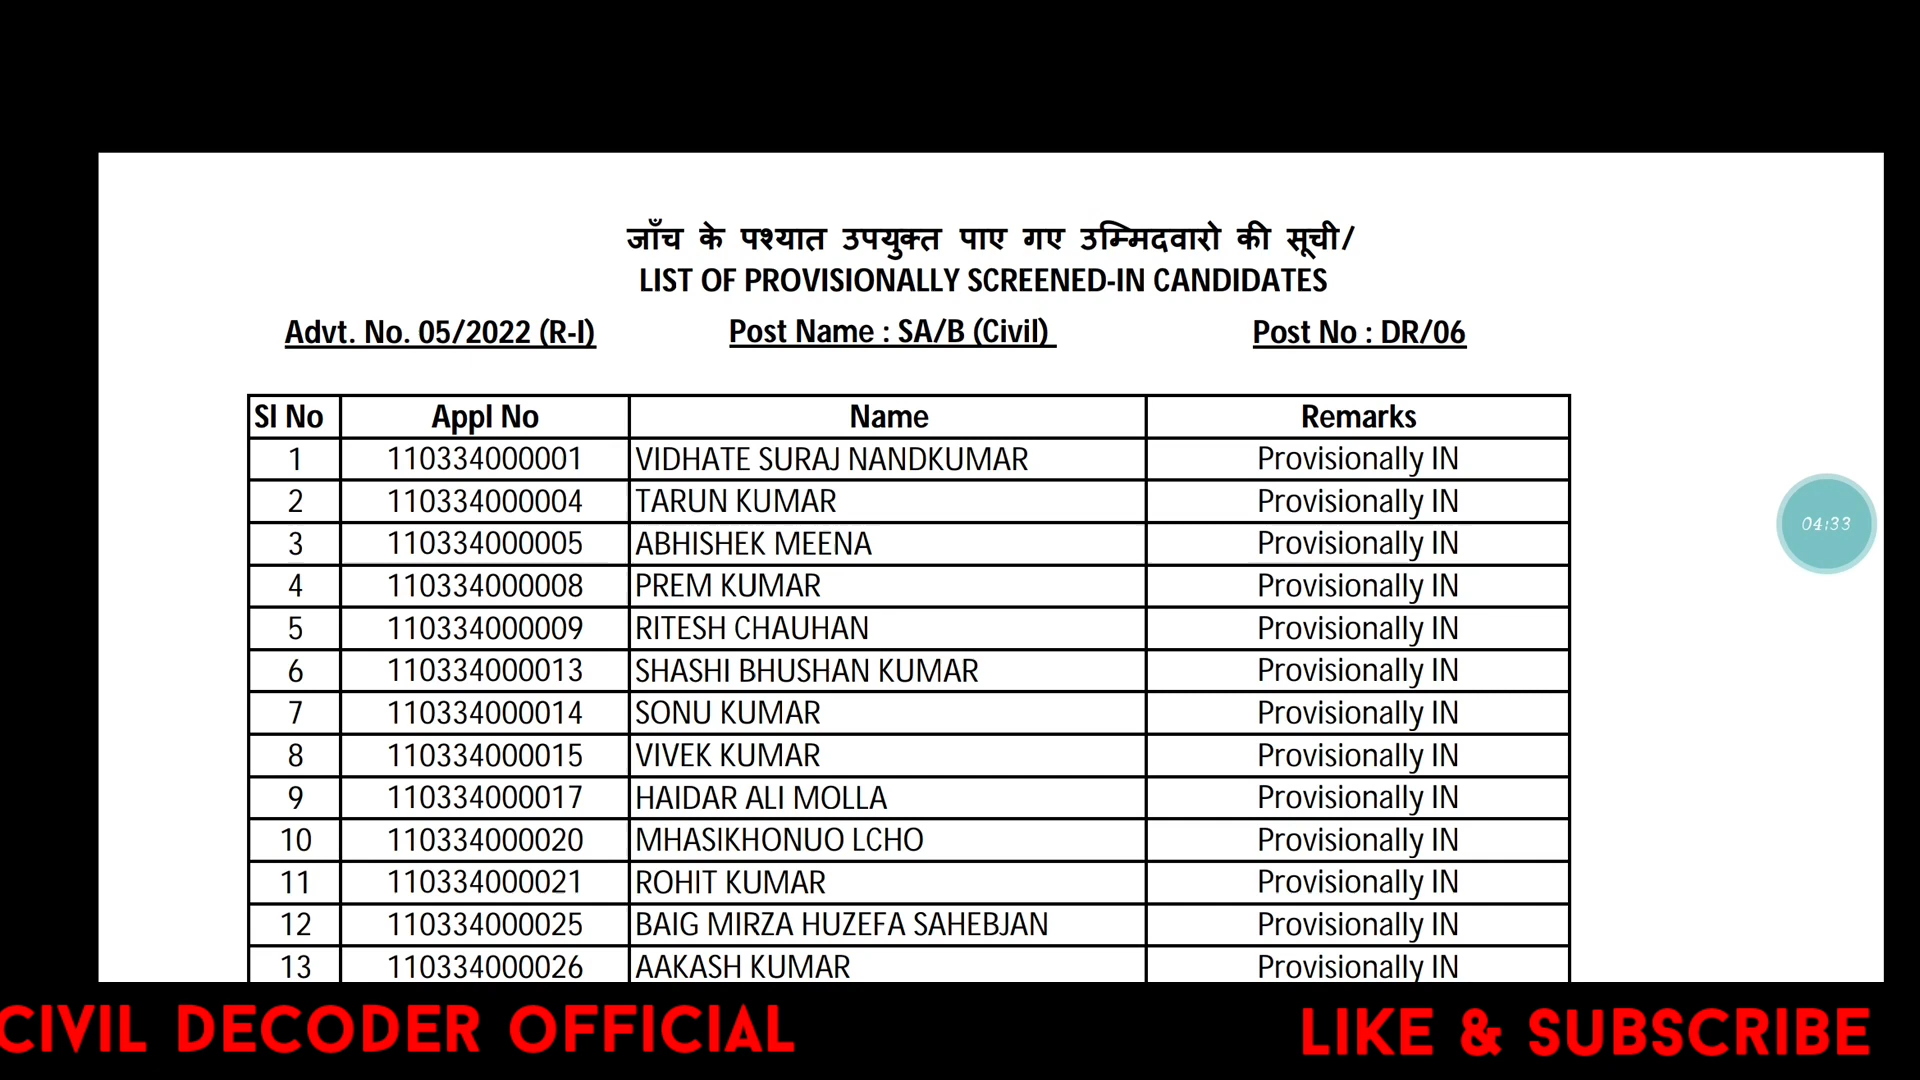 जाँच के पश्यात उपयुक्त पाए गए उम्मिदवारो की सूची/
LIST OF PROVISIONALLY SCREENED-IN CANDIDATES
Advt. No. 05/2022 (R-I) Post Name : SA/B (Civil) Post No : DR/06
Sl No Appl No Name Remarks
1 110334000001 VIDHATE SURAJ NANDKUMAR Provisionally IN
2 110334000004 TARUN KUMAR Provisionally IN
3 110334000005 ABHISHEK MEENA Provisionally IN
4 110334000008 PREM KUMAR Provisionally IN
5 110334000009 RITESH CHAUHAN Provisionally IN
6 110334000013 SHASHI BHUSHAN KUMAR Provisionally IN
7 110334000014 SONU KUMAR Provisionally IN
8 110334000015 VIVEK KUMAR Provisionally IN
9 110334000017 HAIDAR ALI MOLLA Provisionally IN
10 110334000020 MHASIKHONUO LCHO Provisionally IN
11 110334000021 ROHIT KUMAR Provisionally IN
12 110334000025 BAIG MIRZA HUZEFA SAHEBJAN Provisionally IN
13 110334000026 AAKASH KUMAR Provisionally IN
04:33
CIVIL DECODER OFFICIAL LIKE & SUBSCRIBE